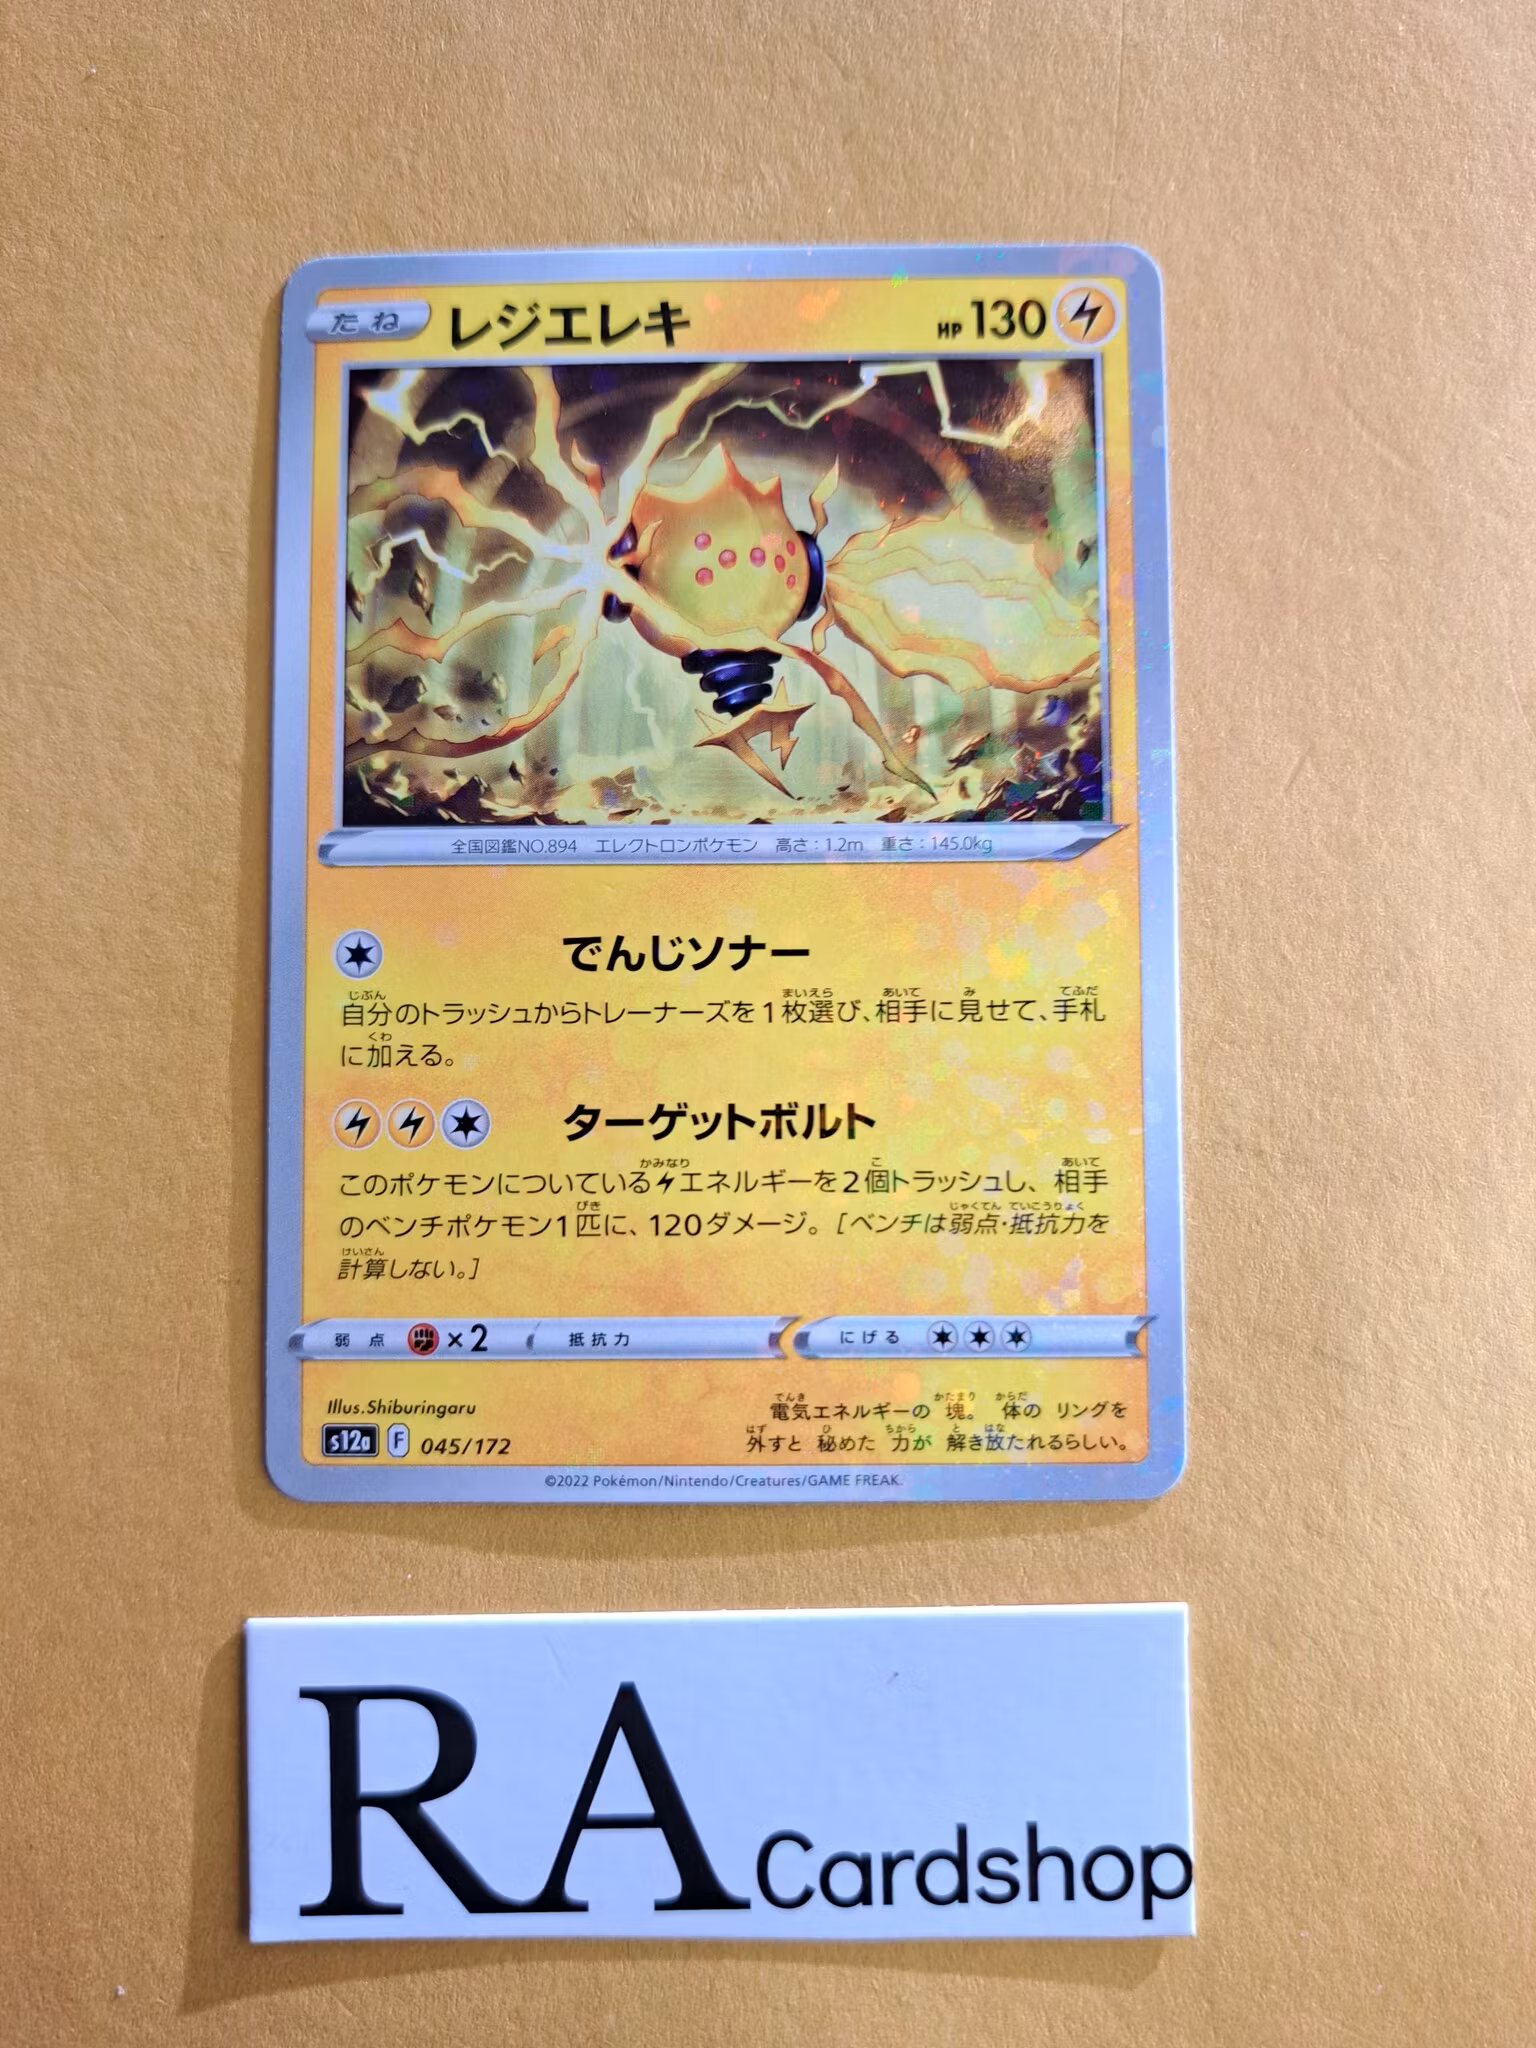 たね レジエレキ HP 130
全国図鑑NO.894 エレクトロンポケモン 高さ：1.2m 重さ：145.0kg
でんじソナー
自分のトラッシュからトレーナーズを1枚選び、相手に見せて、手札
に加える。
ターゲットボルト
このポケモンについているエネルギーを2個トラッシュし、相手
のベンチポケモン1匹に、120ダメージ。［ベンチは弱点・抵抗力を
計算しない。］
弱点 ×2 抵抗力 にげる
Illus.Shiburingaru
s12a F 045/172
電気エネルギーの 塊。 体の リングを
外すと 秘めた 力が 解き放たれるらしい。
©2022 Pokémon/Nintendo/Creatures/GAME FREAK.
RA Cardshop